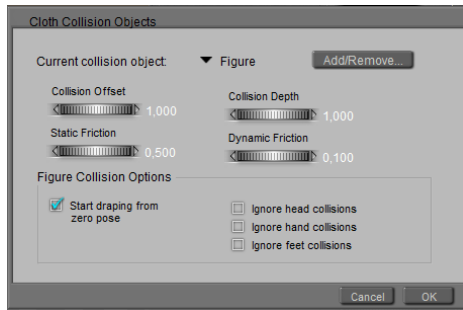 Cloth Collision Objects
Current collision object: Figure Add/Remove...
Collision Offset
1,000
Collision Depth
1,000
Static Friction
0,500
Dynamic Friction
0,100
Figure Collision Options
Start draping from
zero pose
Ignore head collisions
Ignore hand collisions
Ignore feet collisions
Cancel OK